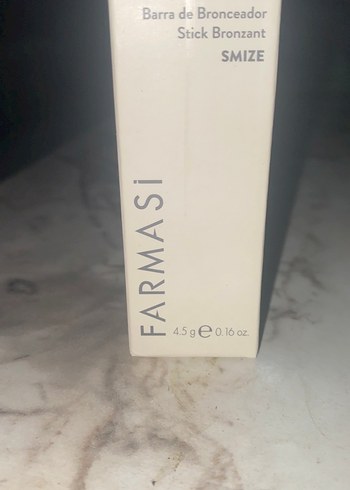 Barra de Bronceador
Stick Bronzant
SMIZE
FARMASi
4.5 g ℮ 0.16 oz.